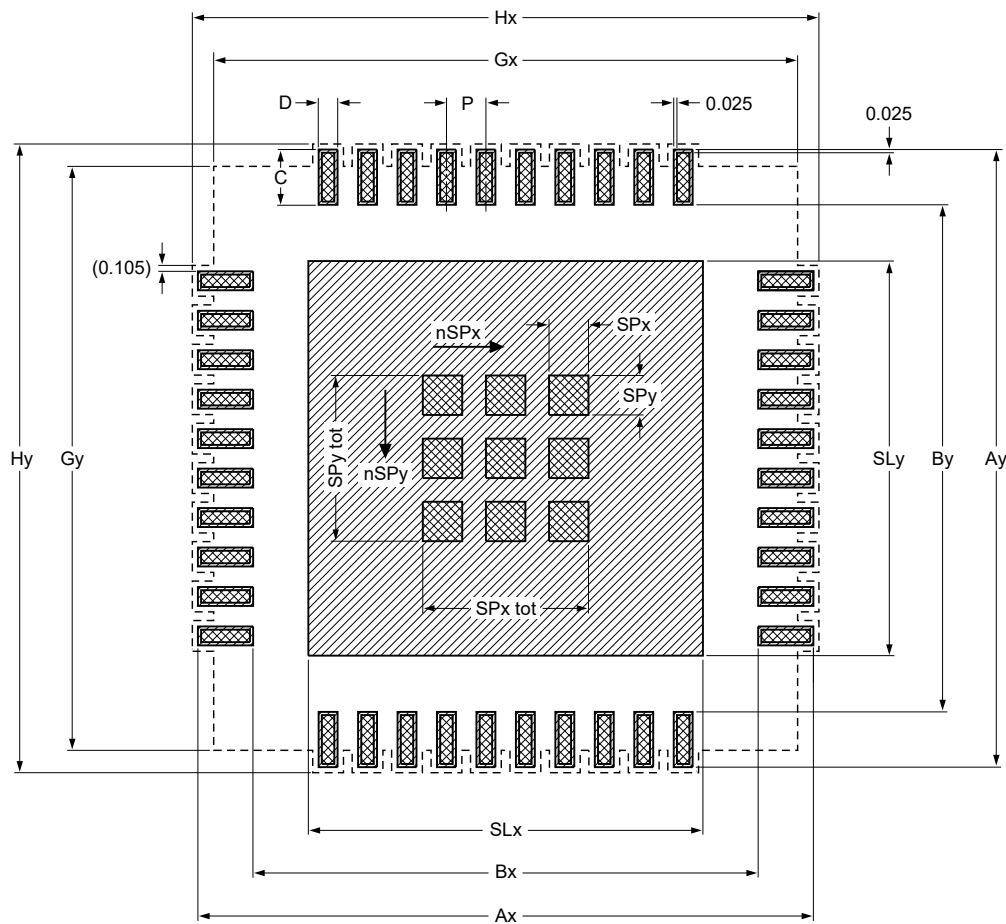 Hx
Gx
D
P
0.025
0.025
C
(0.105)
nSPx
SPx
SPy
SPy tot
nSPy
Hy
Gy
SLy
By
Ay
SPx tot
SLx
Bx
Ax